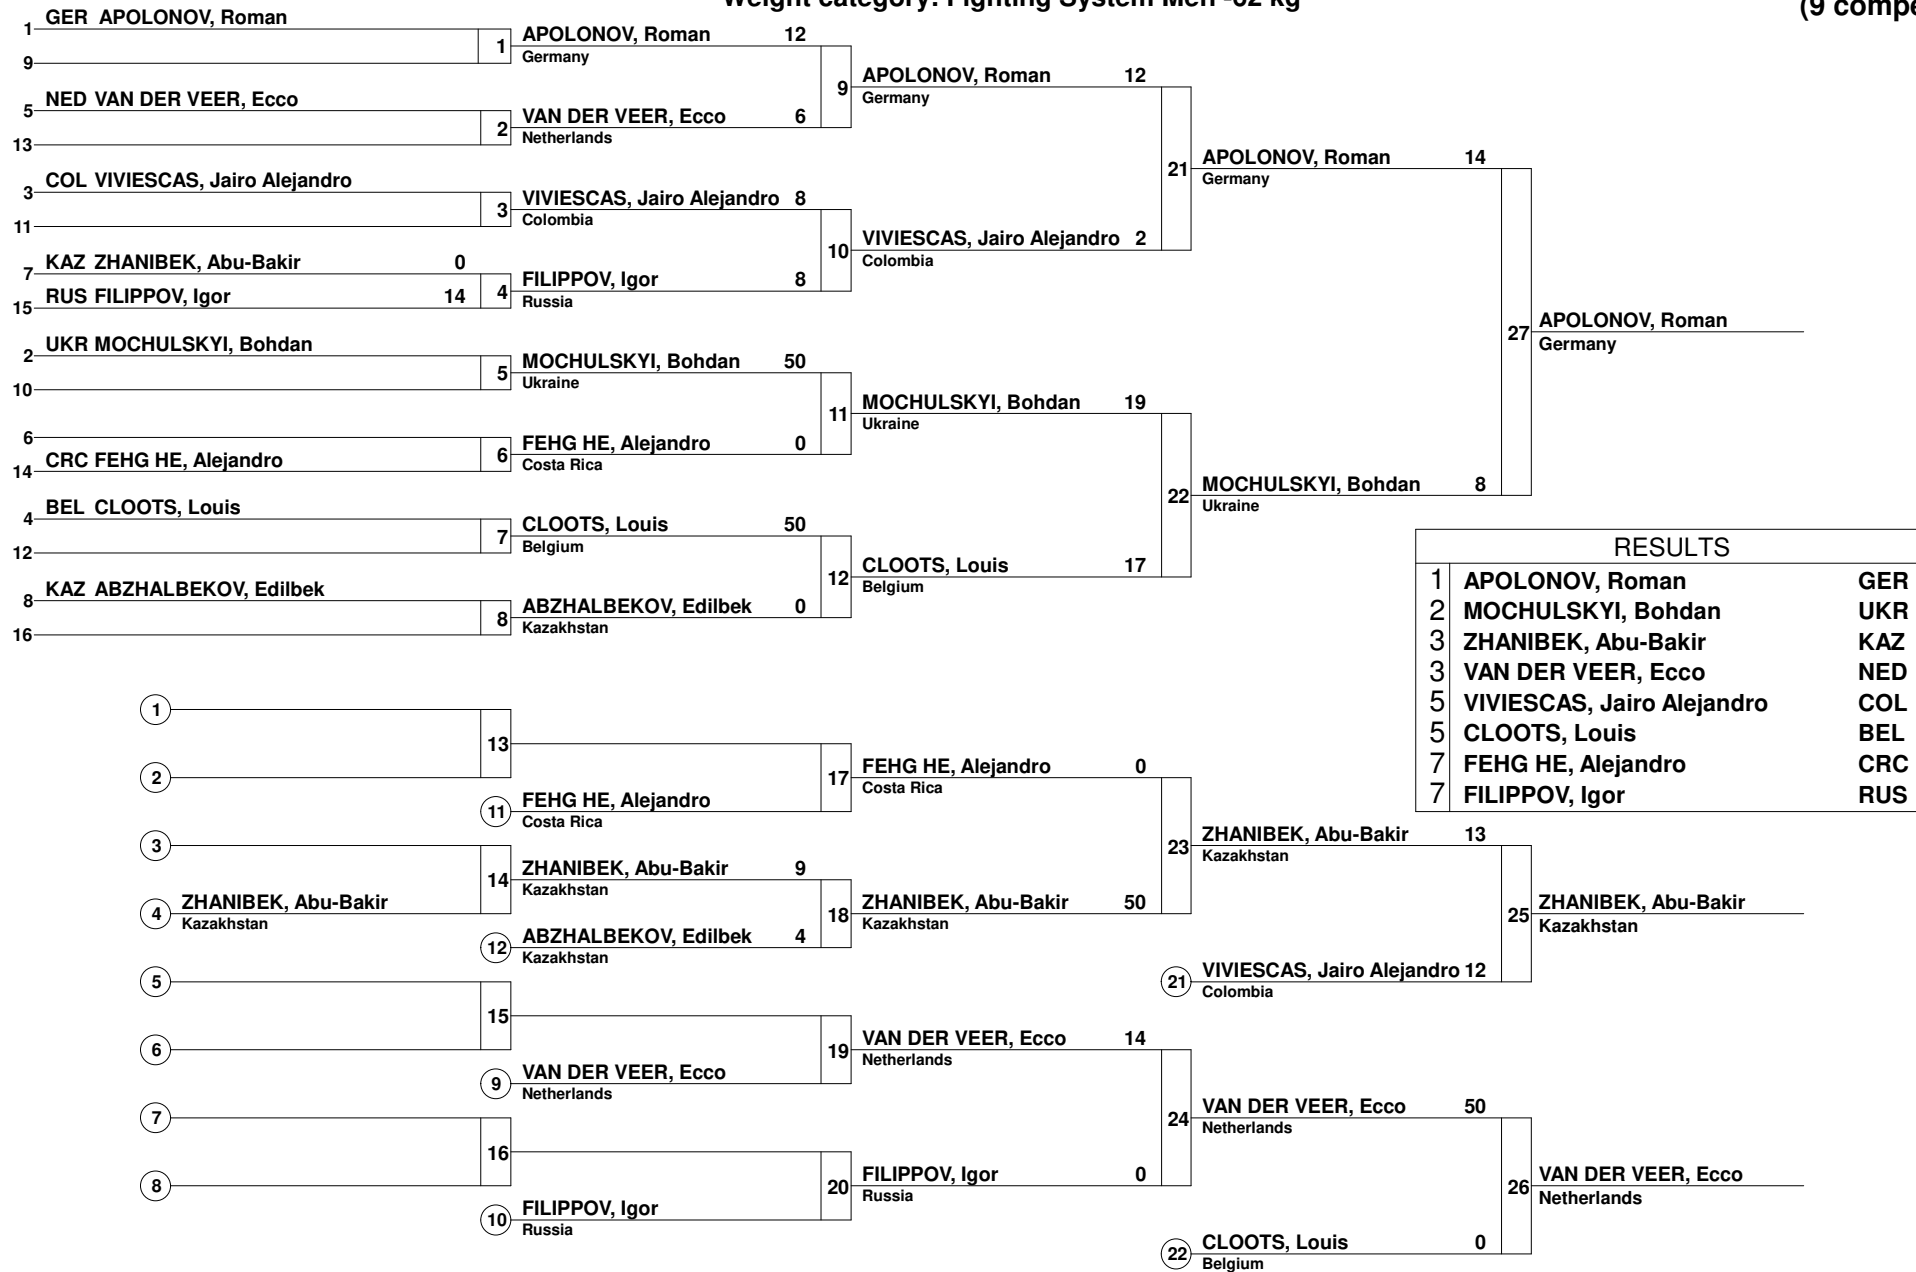 Weight category: Fighting System Men -62 kg
(9 compe
1 GER APOLONOV, Roman
9
1 APOLONOV, Roman 12
Germany
5 NED VAN DER VEER, Ecco
13
2 VAN DER VEER, Ecco 6
Netherlands
9 APOLONOV, Roman 12
Germany
3 COL VIVIESCAS, Jairo Alejandro
11
3 VIVIESCAS, Jairo Alejandro 8
Colombia
7 KAZ ZHANIBEK, Abu-Bakir 0
15 RUS FILIPPOV, Igor 14
4 FILIPPOV, Igor 8
Russia
10 VIVIESCAS, Jairo Alejandro 2
Colombia
21 APOLONOV, Roman 14
Germany
2 UKR MOCHULSKYI, Bohdan
10
5 MOCHULSKYI, Bohdan 50
Ukraine
6
14 CRC FEHG HE, Alejandro
6 FEHG HE, Alejandro 0
Costa Rica
11 MOCHULSKYI, Bohdan 19
Ukraine
4 BEL CLOOTS, Louis
12
7 CLOOTS, Louis 50
Belgium
8 KAZ ABZHALBEKOV, Edilbek
16
8 ABZHALBEKOV, Edilbek 0
Kazakhstan
12 CLOOTS, Louis 17
Belgium
22 MOCHULSKYI, Bohdan 8
Ukraine
27 APOLONOV, Roman
Germany
RESULTS
1 APOLONOV, Roman GER
2 MOCHULSKYI, Bohdan UKR
3 ZHANIBEK, Abu-Bakir KAZ
3 VAN DER VEER, Ecco NED
5 VIVIESCAS, Jairo Alejandro COL
5 CLOOTS, Louis BEL
7 FEHG HE, Alejandro CRC
7 FILIPPOV, Igor RUS
1
2
13
11 FEHG HE, Alejandro
Costa Rica
17 FEHG HE, Alejandro 0
Costa Rica
3
4 ZHANIBEK, Abu-Bakir
Kazakhstan
14 ZHANIBEK, Abu-Bakir 9
Kazakhstan
12 ABZHALBEKOV, Edilbek 4
Kazakhstan
18 ZHANIBEK, Abu-Bakir 50
Kazakhstan
23 ZHANIBEK, Abu-Bakir 13
Kazakhstan
21 VIVIESCAS, Jairo Alejandro 12
Colombia
25 ZHANIBEK, Abu-Bakir
Kazakhstan
5
6
15
9 VAN DER VEER, Ecco
Netherlands
19 VAN DER VEER, Ecco 14
Netherlands
7
8
16
10 FILIPPOV, Igor
Russia
20 FILIPPOV, Igor 0
Russia
24 VAN DER VEER, Ecco 50
Netherlands
22 CLOOTS, Louis 0
Belgium
26 VAN DER VEER, Ecco
Netherlands